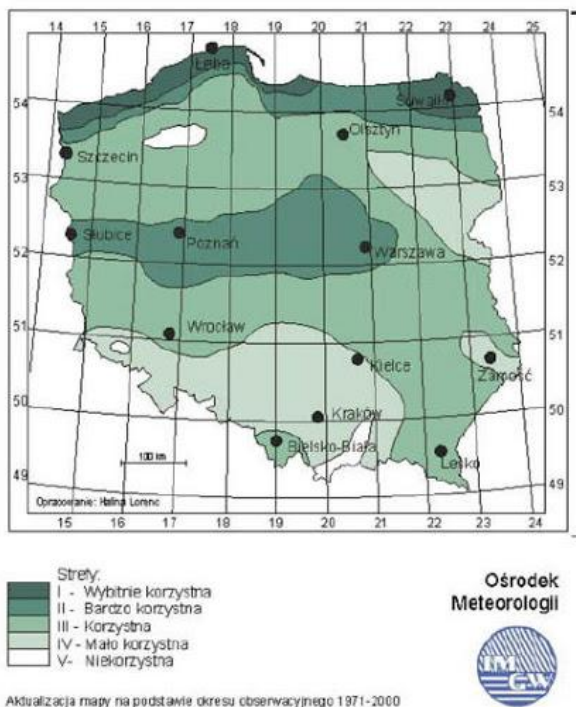 14 15 16 17 18 19 20 21 22 23 24 25
Łeba
54 Suwałki 54
Olsztyn
Szczecin
53 53
Słubice
Poznań
52 Warszawa 52
Wrocław
51 51
Kielce
Zamość
50 Kraków 50
Bielsko-Biała
Lesko
100 km
49 49
Opracowanie: Halina Lorenc
15 16 17 18 19 20 21 22 23 24
Strefy:
I - Wybitnie korzystna
II - Bardzo korzystna
III - Korzystna
IV - Mało korzystna
V- Niekorzystna
Ośrodek
Meteorologii
IM
GW
Aktualizacja mapy na podstawie okresu obserwacyjnego 1971-2000